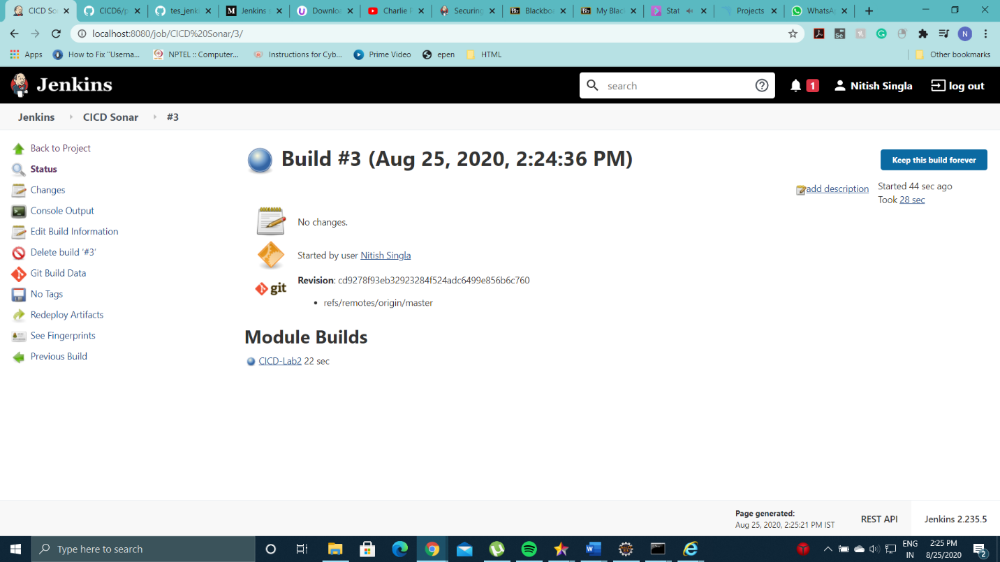 CICD So
CICD6/p
tes_jenki
Jenkins s
Downloa
Charlie P
Securing
Blackboa
My Blac
Stat
Projects
WhatsAp
localhost:8080/job/CICD%20Sonar/3/
N
Apps
How to Fix "Userna...
NPTEL :: Computer...
Instructions for Cyb...
Prime Video
epen
HTML
Other bookmarks
Jenkins
search
1
Nitish Singla
log out
Jenkins
CICD Sonar
#3
Back to Project
Status
Changes
Console Output
Edit Build Information
Delete build '#3'
Git Build Data
No Tags
Redeploy Artifacts
See Fingerprints
Previous Build
Build #3 (Aug 25, 2020, 2:24:36 PM)
Keep this build forever
add description
Started 44 sec ago
Took 28 sec
No changes.
Started by user Nitish Singla
git
Revision: cd9278f93eb32923284f524adc6499e856b6c760
• refs/remotes/origin/master
Module Builds
CICD-Lab2 22 sec
Page generated:
Aug 25, 2020, 2:25:21 PM IST
REST API
Jenkins 2.235.5
Type here to search
ENG
IN
2:25 PM
8/25/2020
2